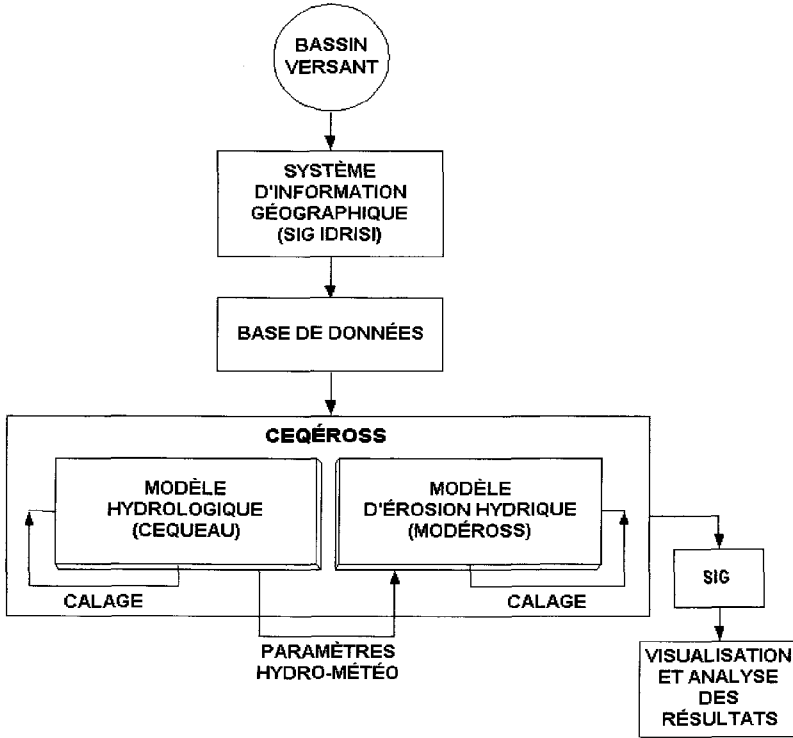 BASSIN
VERSANT
SYSTÈME
D'INFORMATION
GÉOGRAPHIQUE
(SIG IDRISI)
BASE DE DONNÉES
CEQÉROSS
MODÈLE
HYDROLOGIQUE
(CEQUEAU)
MODÈLE
D'ÉROSION HYDRIQUE
(MODÉROSS)
CALAGE
CALAGE
PARAMÈTRES
HYDRO-MÉTÉO
SIG
VISUALISATION
ET ANALYSE
DES
RÉSULTATS